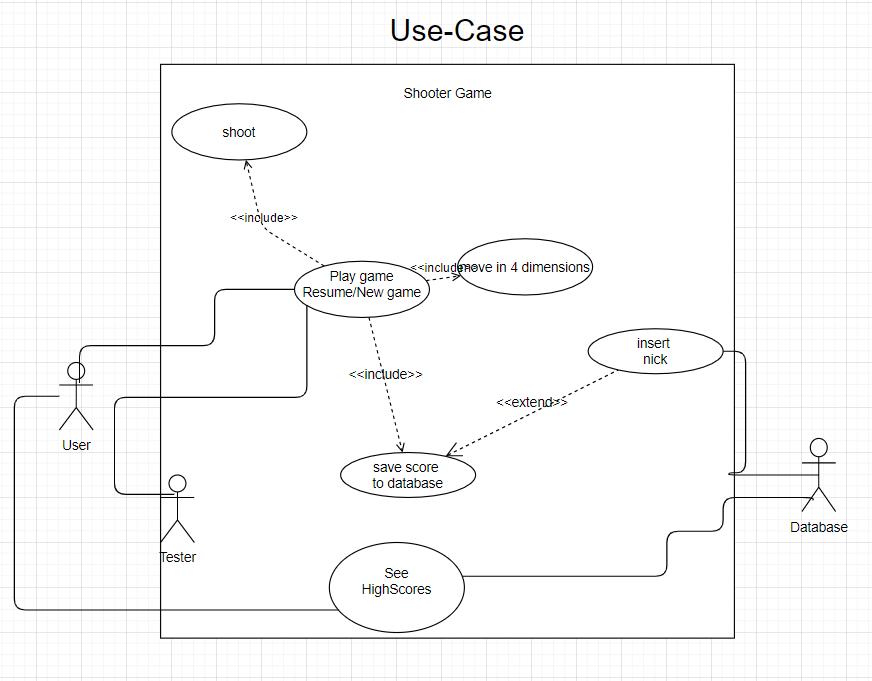 Use-Case
Shooter Game
shoot
<<include>>
<<include>>
move in 4 dimensions
Play game
Resume/New game
insert
nick
<<include>>
<<extend>>
User
save score
to database
Database
Tester
See
HighScores